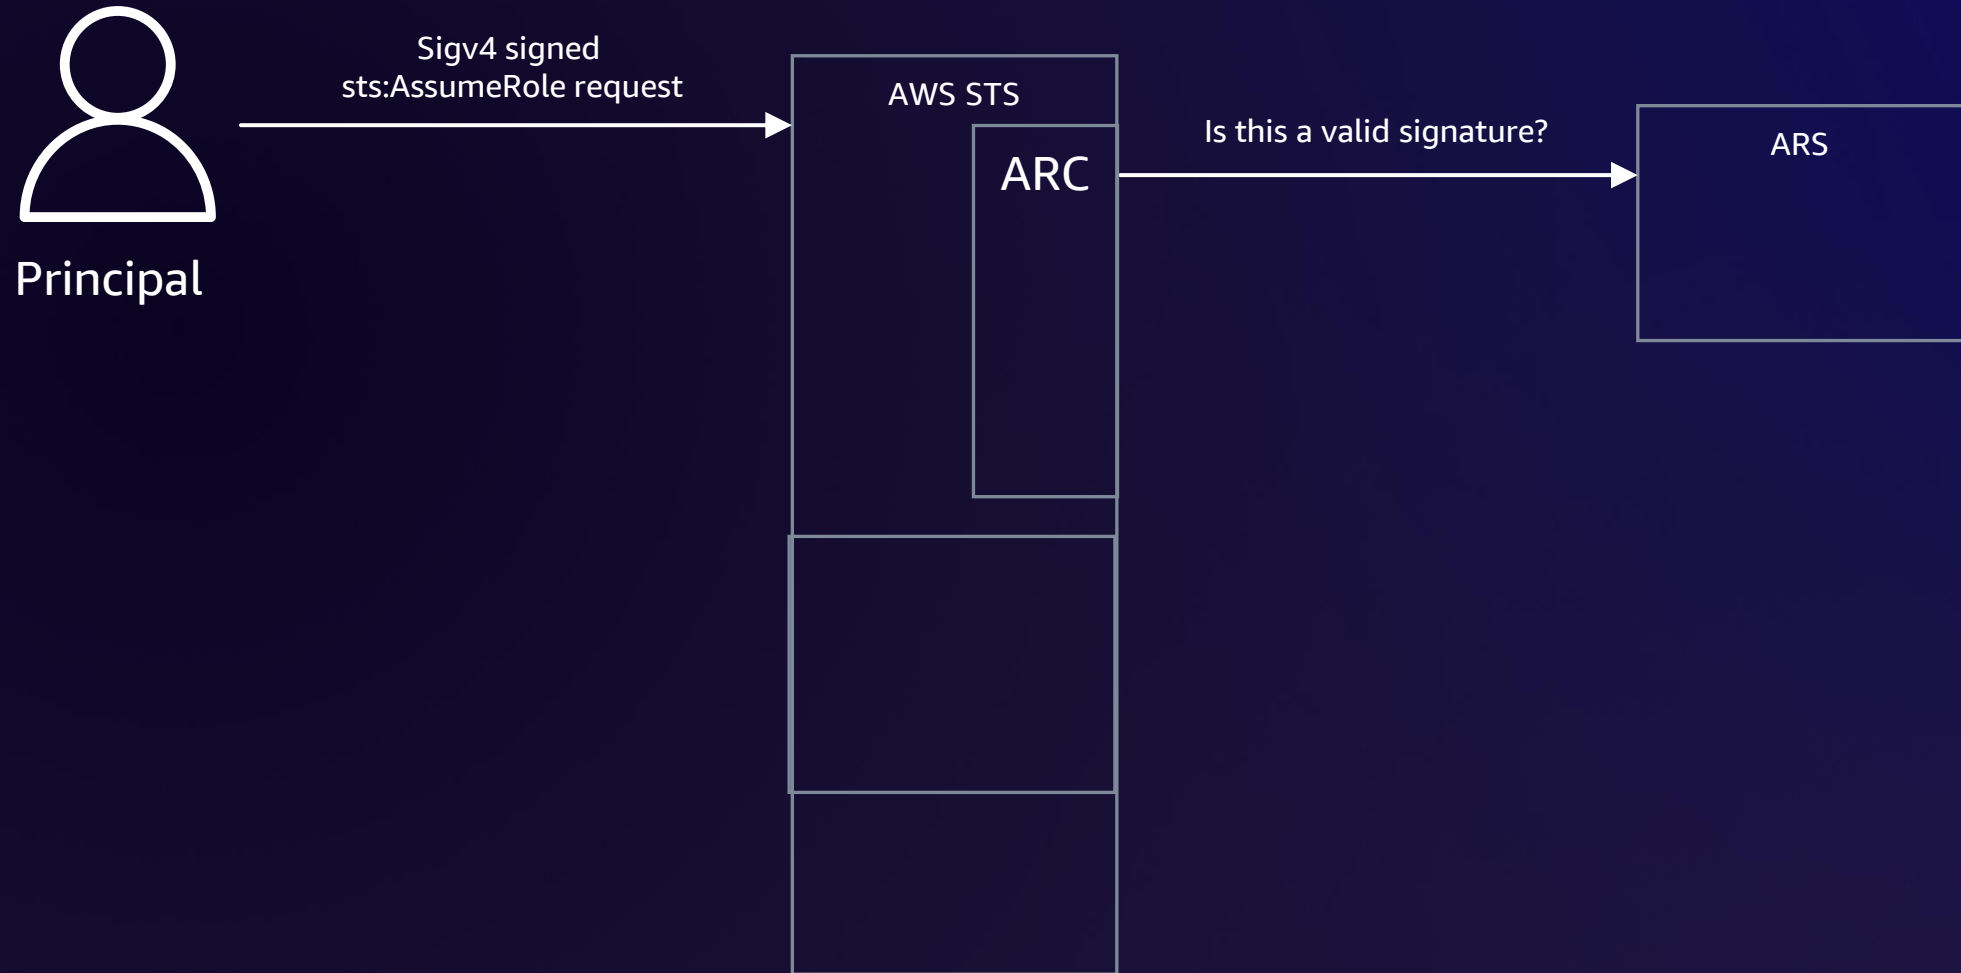 Sigv4 signed
sts:AssumeRole request
AWS STS
Is this a valid signature?
ARS
ARC
Principal